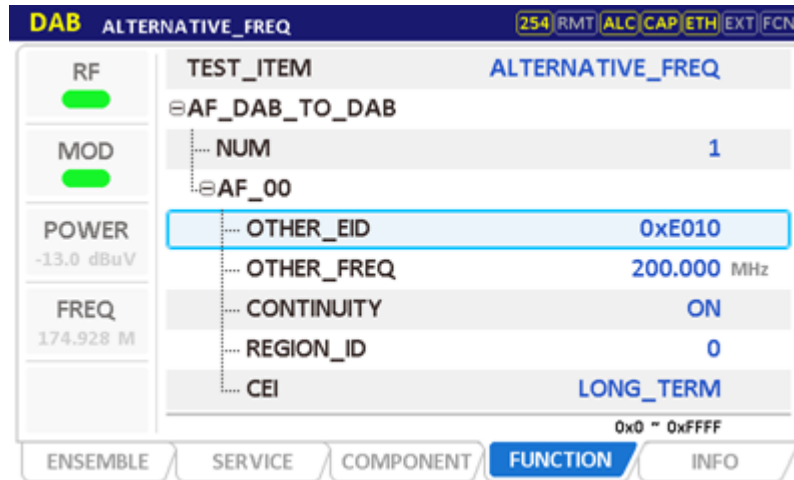 DAB ALTERNATIVE_FREQ 254 RMT ALC CAP ETH EXT FCN
RF
MOD
POWER
-13.0 dBuV
FREQ
174.928 M
TEST_ITEM ALTERNATIVE_FREQ
AF_DAB_TO_DAB
NUM 1
AF_00
OTHER_EID 0xE010
OTHER_FREQ 200.000 MHz
CONTINUITY ON
REGION_ID 0
CEI LONG_TERM
0x0 ~ 0xFFFF
ENSEMBLE SERVICE COMPONENT FUNCTION INFO